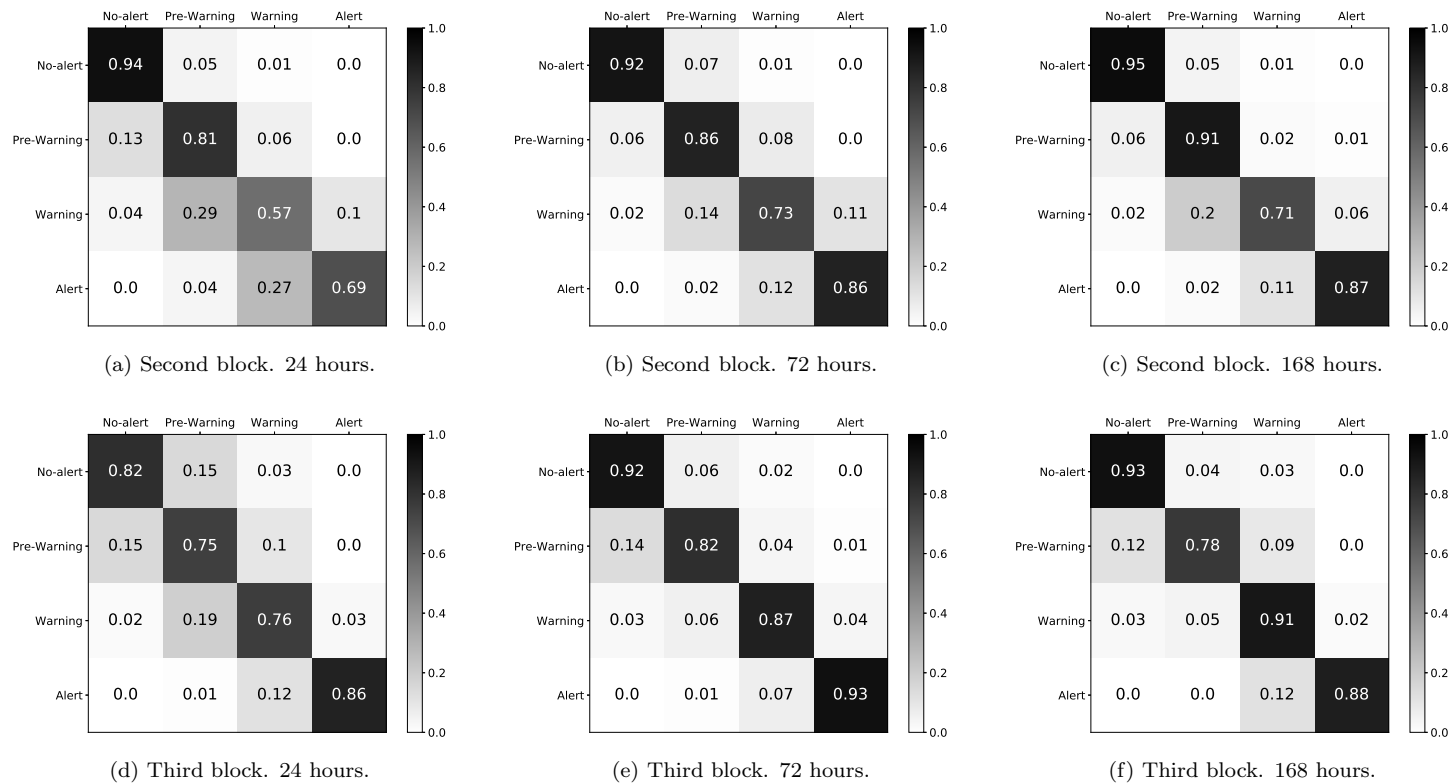 No-alert Pre-Warning Warning Alert
No-alert 0.94 0.05 0.01 0.0
Pre-Warning 0.13 0.81 0.06 0.0
Warning 0.04 0.29 0.57 0.1
Alert 0.0 0.04 0.27 0.69
1.0
0.8
0.6
0.4
0.2
0.0
(a) Second block. 24 hours.
No-alert Pre-Warning Warning Alert
No-alert 0.92 0.07 0.01 0.0
Pre-Warning 0.06 0.86 0.08 0.0
Warning 0.02 0.14 0.73 0.11
Alert 0.0 0.02 0.12 0.86
1.0
0.8
0.6
0.4
0.2
0.0
(b) Second block. 72 hours.
No-alert Pre-Warning Warning Alert
No-alert 0.95 0.05 0.01 0.0
Pre-Warning 0.06 0.91 0.02 0.01
Warning 0.02 0.2 0.71 0.06
Alert 0.0 0.02 0.11 0.87
1.0
0.8
0.6
0.4
0.2
0.0
(c) Second block. 168 hours.
No-alert Pre-Warning Warning Alert
No-alert 0.82 0.15 0.03 0.0
Pre-Warning 0.15 0.75 0.1 0.0
Warning 0.02 0.19 0.76 0.03
Alert 0.0 0.01 0.12 0.86
1.0
0.8
0.6
0.4
0.2
0.0
(d) Third block. 24 hours.
No-alert Pre-Warning Warning Alert
No-alert 0.92 0.06 0.02 0.0
Pre-Warning 0.14 0.82 0.04 0.01
Warning 0.03 0.06 0.87 0.04
Alert 0.0 0.01 0.07 0.93
1.0
0.8
0.6
0.4
0.2
0.0
(e) Third block. 72 hours.
No-alert Pre-Warning Warning Alert
No-alert 0.93 0.04 0.03 0.0
Pre-Warning 0.12 0.78 0.09 0.0
Warning 0.03 0.05 0.91 0.02
Alert 0.0 0.0 0.12 0.88
1.0
0.8
0.6
0.4
0.2
0.0
(f) Third block. 168 hours.